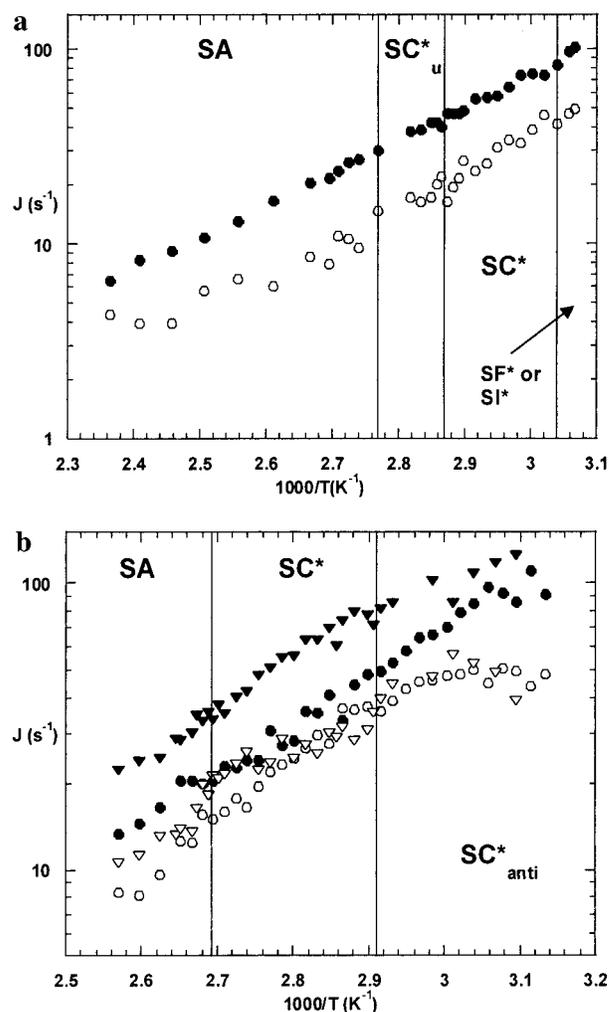 a
100
SA
SC*u
J (s-1)
10
SC*
SF* or
SI*
1
2.3 2.4 2.5 2.6 2.7 2.8 2.9 3 3.1
1000/T(K-1)
b
SA
SC*
100
J (s-1)
10
SC*anti
2.5 2.6 2.7 2.8 2.9 3 3.1 3.2
1000/T (K-1)